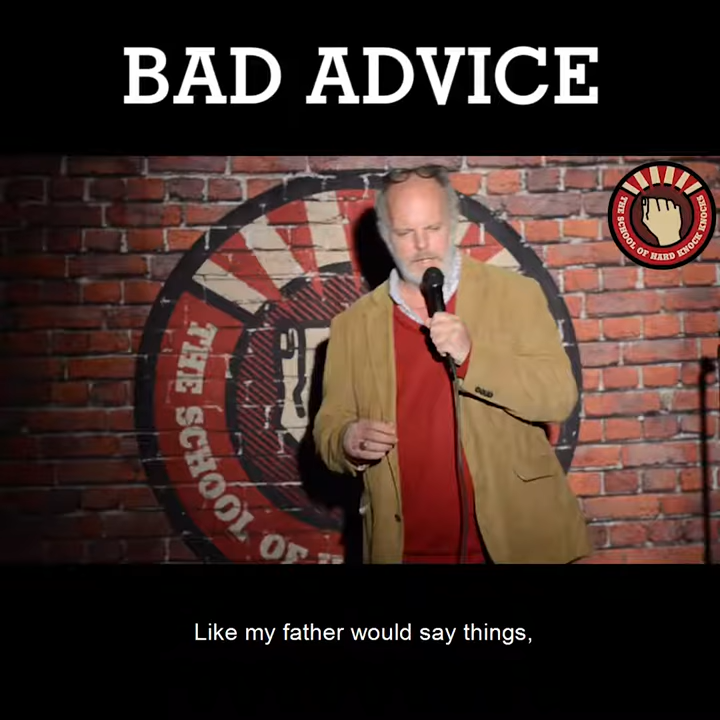 BAD ADVICE
THE SCHOOL OF HARD KNOCK KNOCKS
THE SCHOOL OF
Like my father would say things,